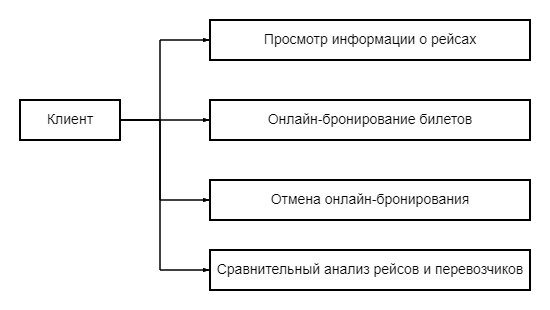 Просмотр информации о рейсах
Клиент
Онлайн-бронирование билетов
Отмена онлайн-бронирования
Сравнительный анализ рейсов и перевозчиков